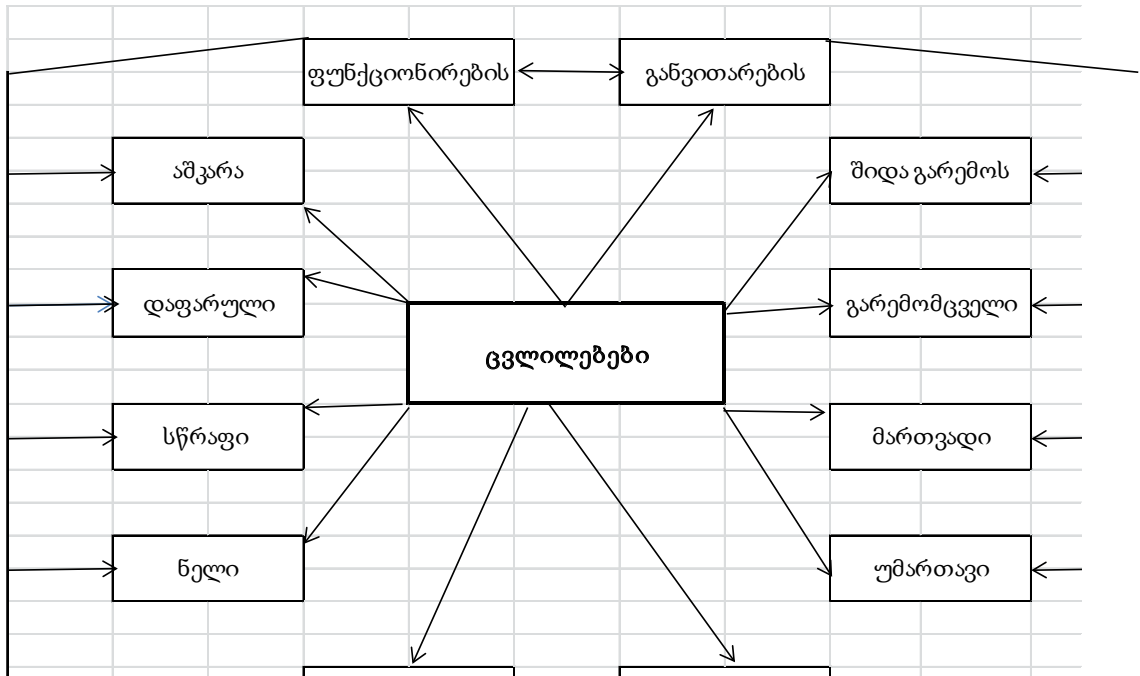 ფუნქციონირების
განვითარების
აშკარა
შიდა გარემოს
დაფარული
გარემომცველი
ცვლილებები
სწრაფი
მართვადი
ნელი
უმართავი